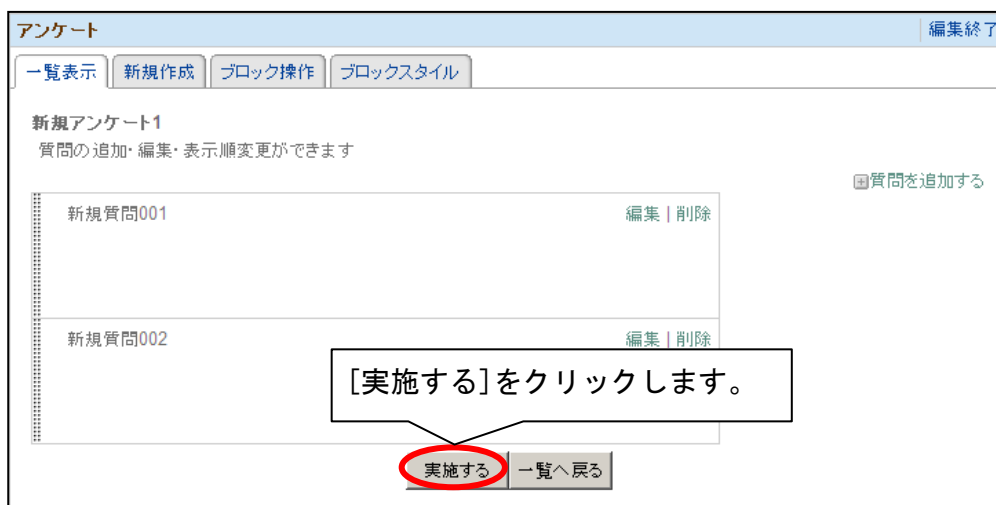 アンケート 編集終了
一覧表示 新規作成 ブロック操作 ブロックスタイル
新規アンケート1
質問の追加・編集・表示順変更ができます
質問を追加する
新規質問001 編集 | 削除
新規質問002 編集 | 削除
[実施する]をクリックします。
実施する 一覧へ戻る